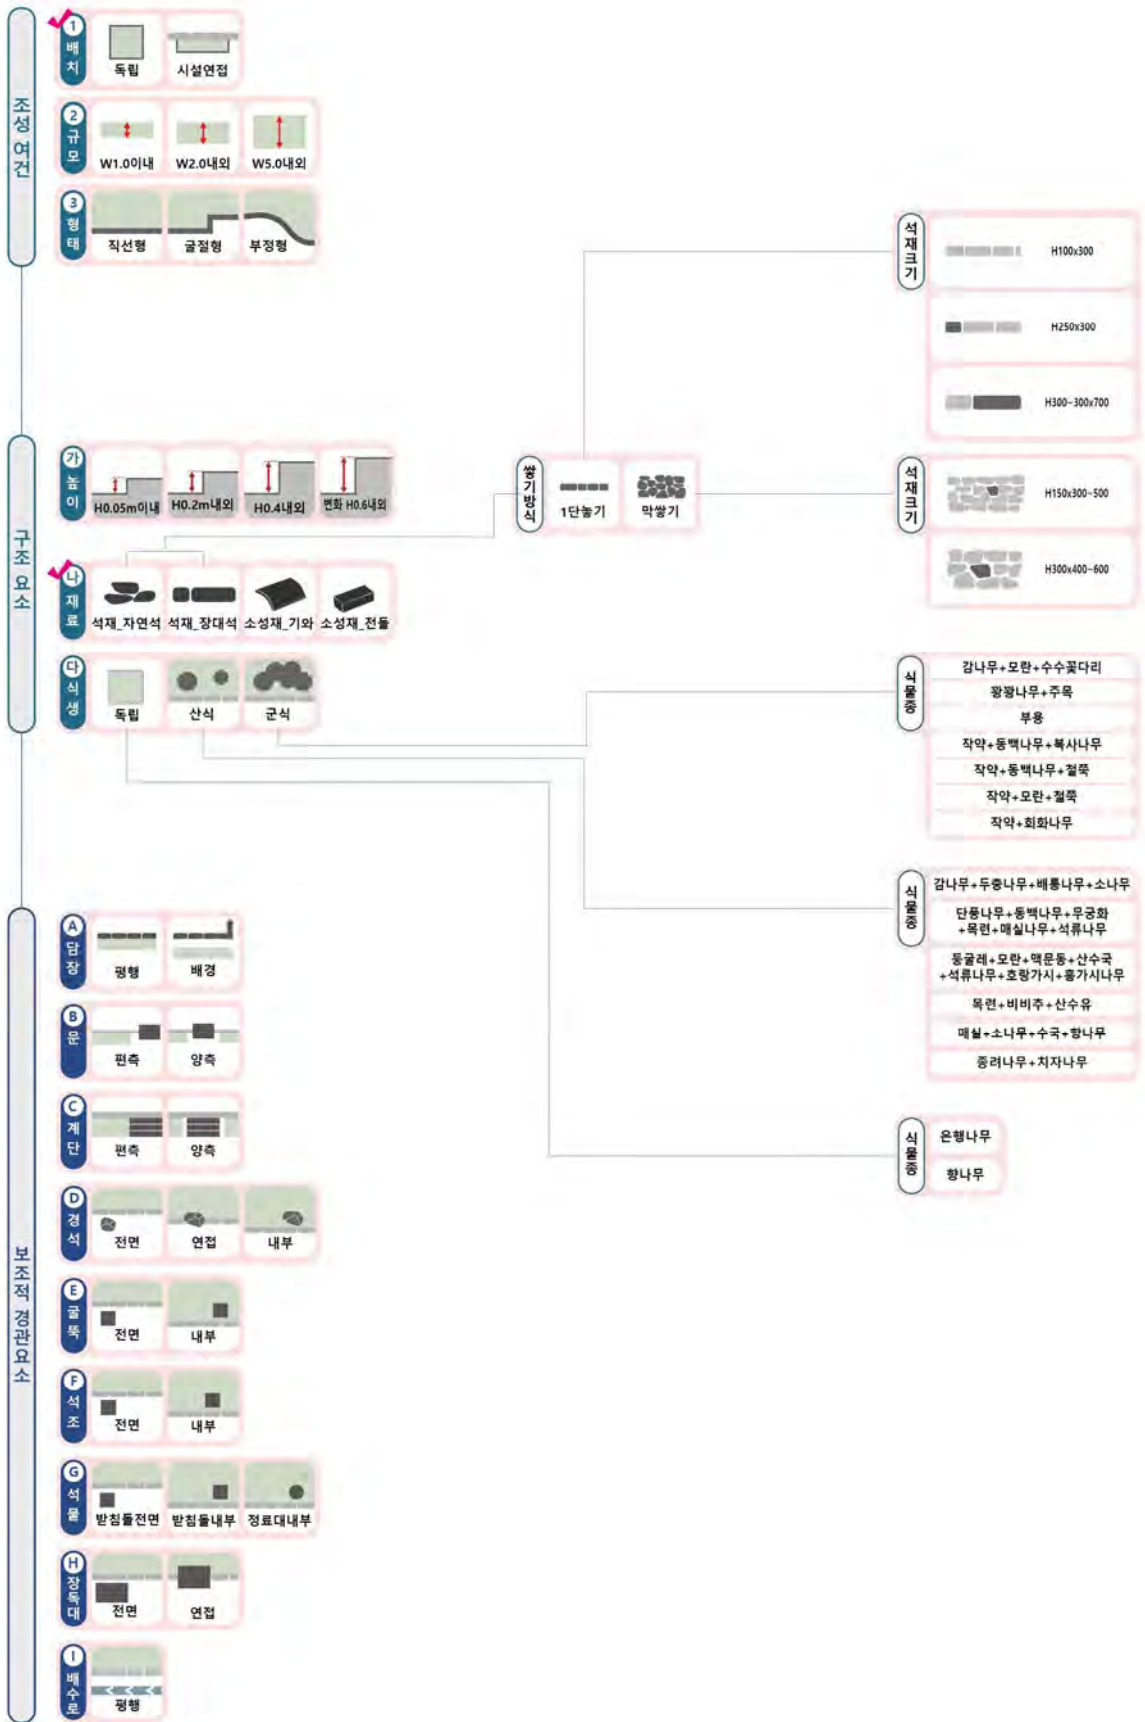 조성 여건
1
배치
독립
시설연접
2
규모
W1.0이내
W2.0내외
W5.0내외
3
형태
직선형
굴절형
부정형
구조 요소
가
높이
H0.05m이내
H0.2m내외
H0.4내외
변화 H0.6내외
나
재료
석재_자연석
석재_장대석
소성재_기와
소성재_전돌
다
식생
독립
산식
군식
쌓기방식
1단놓기
막쌓기
석재크기
H100x300
H250x300
H300~300x700
석재크기
H150x300~500
H300x400~600
식물종
감나무+모란+수수꽃다리
꽝꽝나무+주목
부용
작약+동백나무+복사나무
작약+동백나무+철쭉
작약+모란+철쭉
작약+회화나무
식물종
감나무+두충나무+배롱나무+소나무
단풍나무+동백나무+무궁화
+목련+매실나무+석류나무
둥굴레+모란+맥문동+산수국
+석류나무+호랑가시+홍가시나무
목련+비비추+산수유
매실+소나무+수국+향나무
종려나무+치자나무
식물종
은행나무
향나무
보조적 경관요소
A
담장
평행
배경
B
문
편측
양측
C
계단
편측
양측
D
경석
전면
연접
내부
E
굴뚝
전면
내부
F
석조
전면
내부
G
석물
받침돌전면
받침돌내부
정료대내부
H
장독대
전면
연접
I
배수로
평행